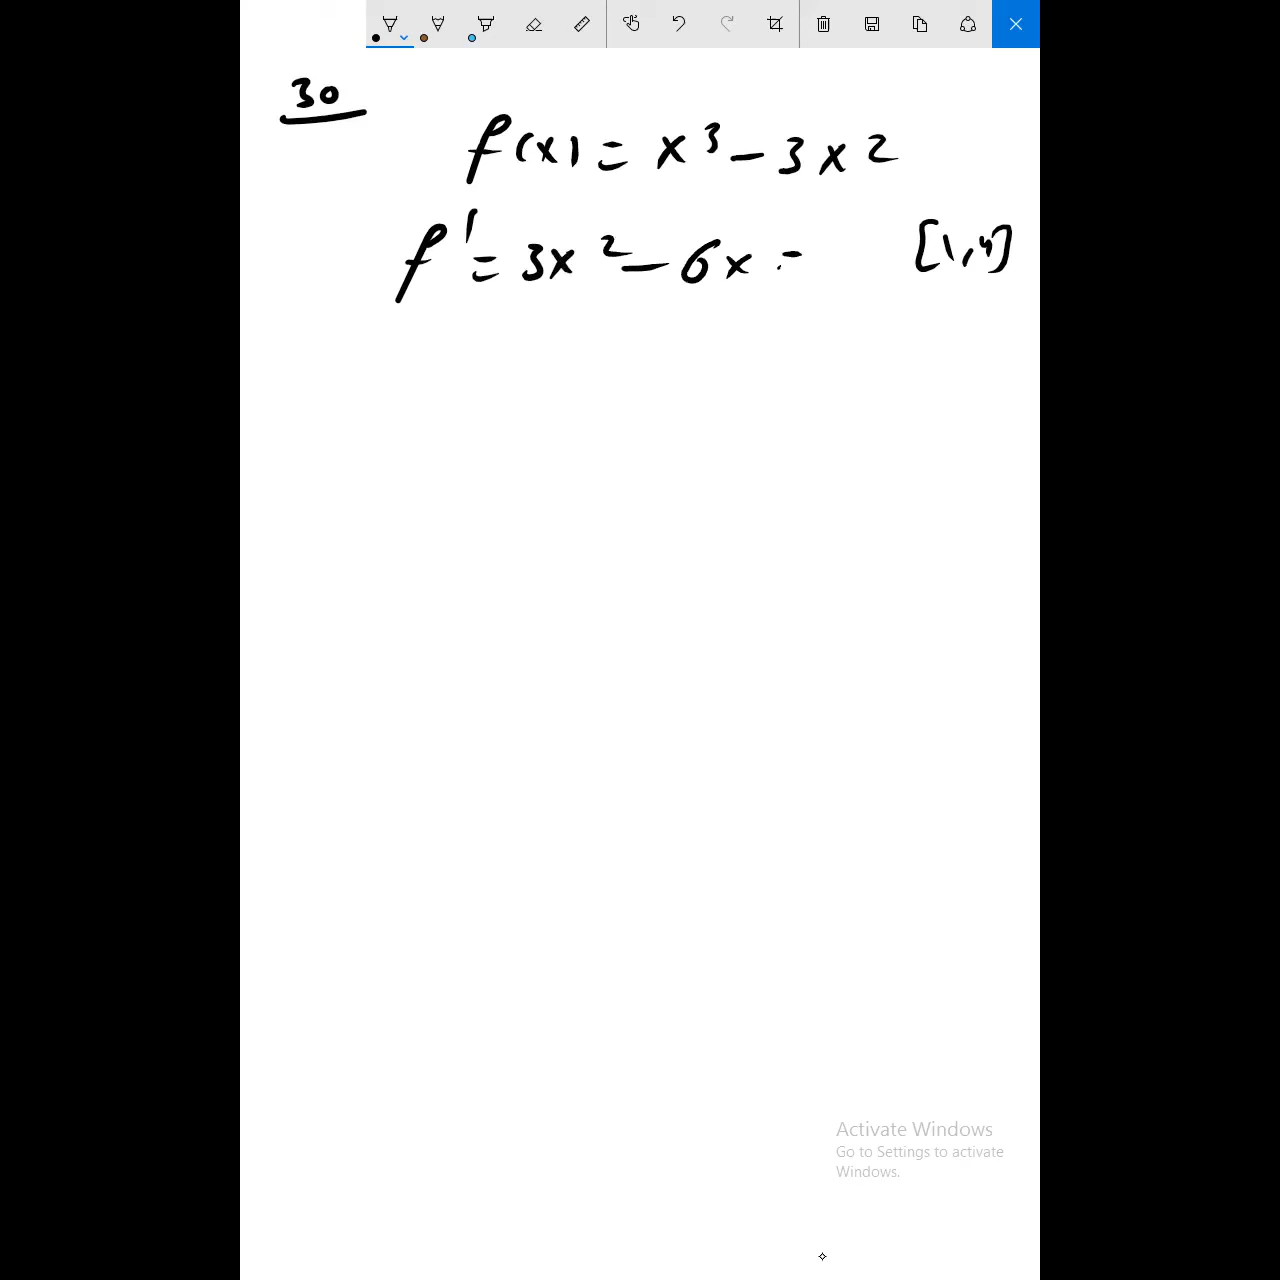 30
f(x) = x³ - 3x²
f' = 3x² - 6x = [1,4]
Activate Windows
Go to Settings to activate
Windows.